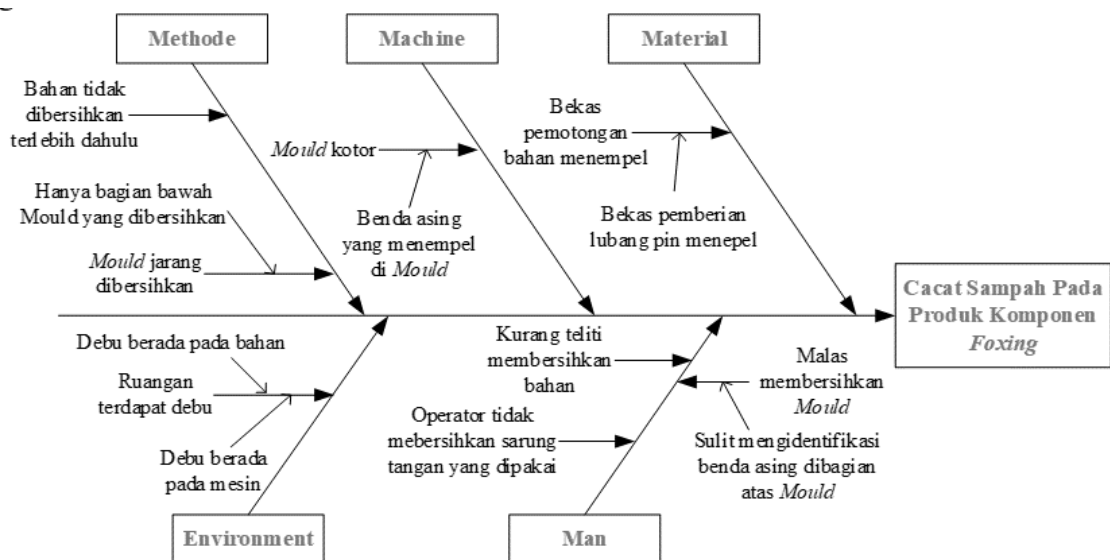 Methode
Machine
Material
Bahan tidak
dibersihkan
terlebih dahulu
Hanya bagian bawah
Mould yang dibersihkan
Mould jarang
dibersihkan
Mould kotor
Benda asing
yang menempel
di Mould
Bekas
pemotongan
bahan menempel
Bekas pemberian
lubang pin menepel
Cacat Sampah Pada
Produk Komponen
Foxing
Debu berada pada bahan
Ruangan
terdapat debu
Debu berada
pada mesin
Kurang teliti
membersihkan
bahan
Operator tidak
mebersihkan sarung
tangan yang dipakai
Malas
membersihkan
Mould
Sulit mengidentifikasi
benda asing dibagian
atas Mould
Environment
Man